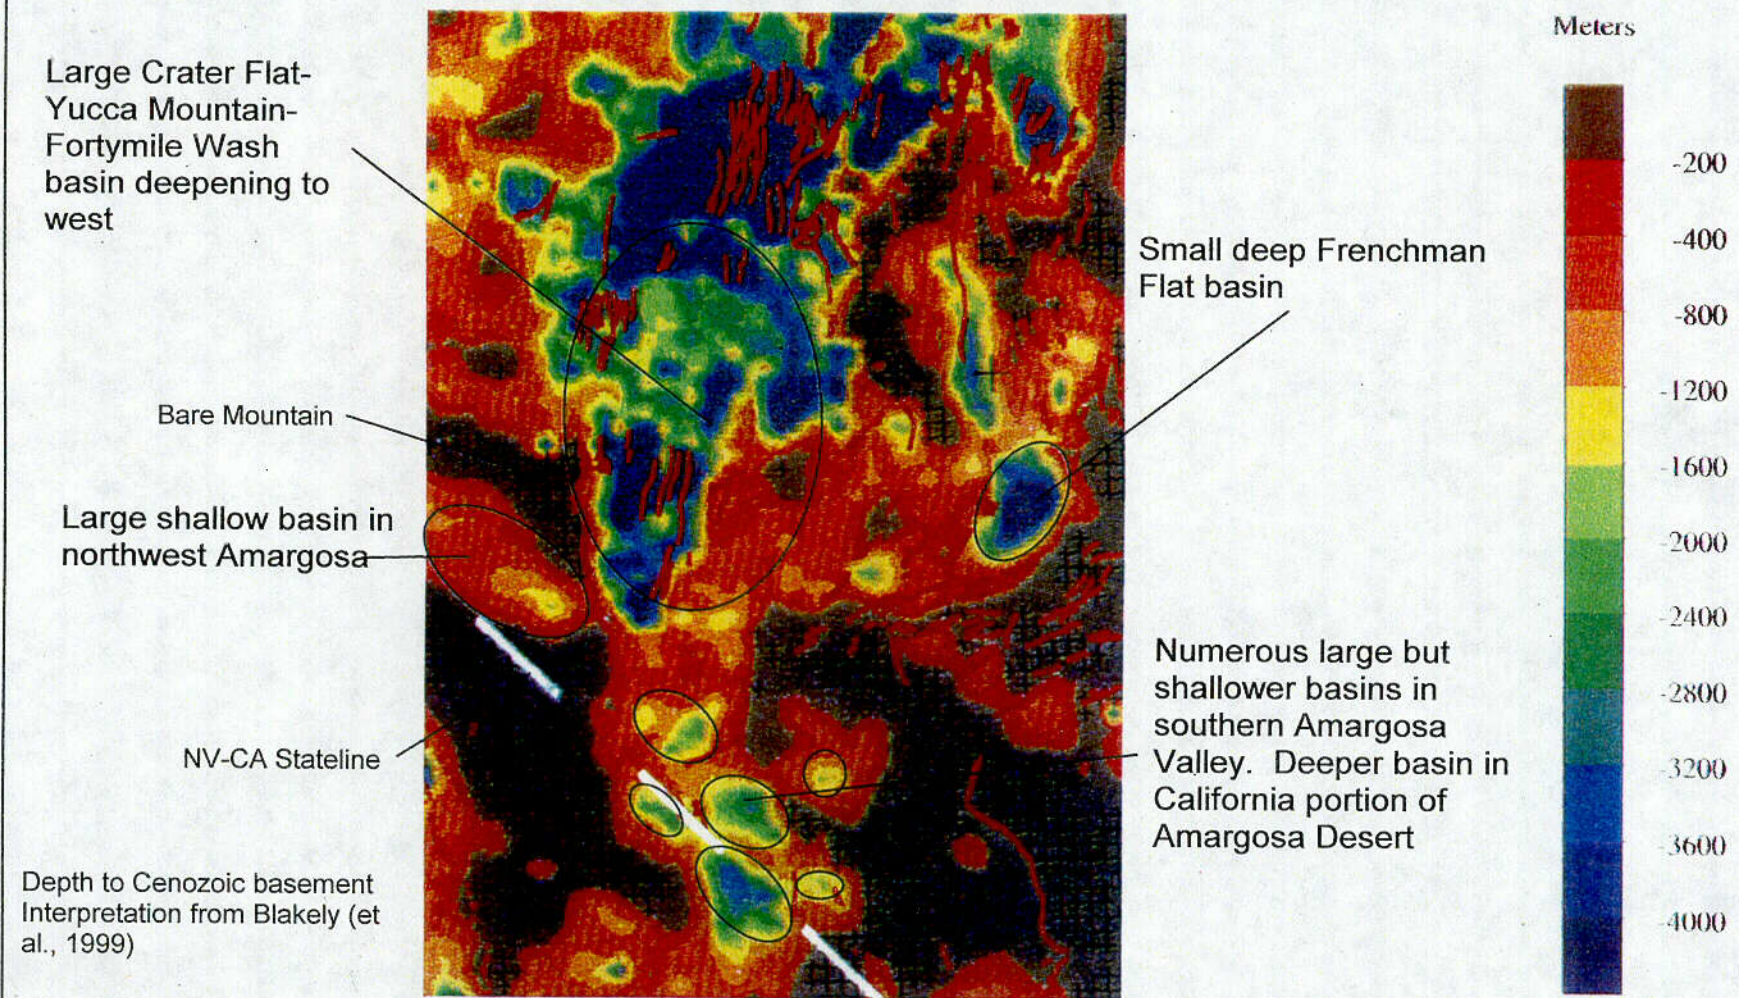 Meters
Large Crater Flat-
Yucca Mountain-
Fortymile Wash
basin deepening to
west
Bare Mountain
Large shallow basin in
northwest Amargosa
NV-CA Stateline
Depth to Cenozoic basement
Interpretation from Blakely (et
al., 1999)
Small deep Frenchman
Flat basin
Numerous large but
shallower basins in
southern Amargosa
Valley. Deeper basin in
California portion of
Amargosa Desert
-200
-400
-800
-1200
-1600
-2000
-2400
-2800
-3200
-3600
-4000